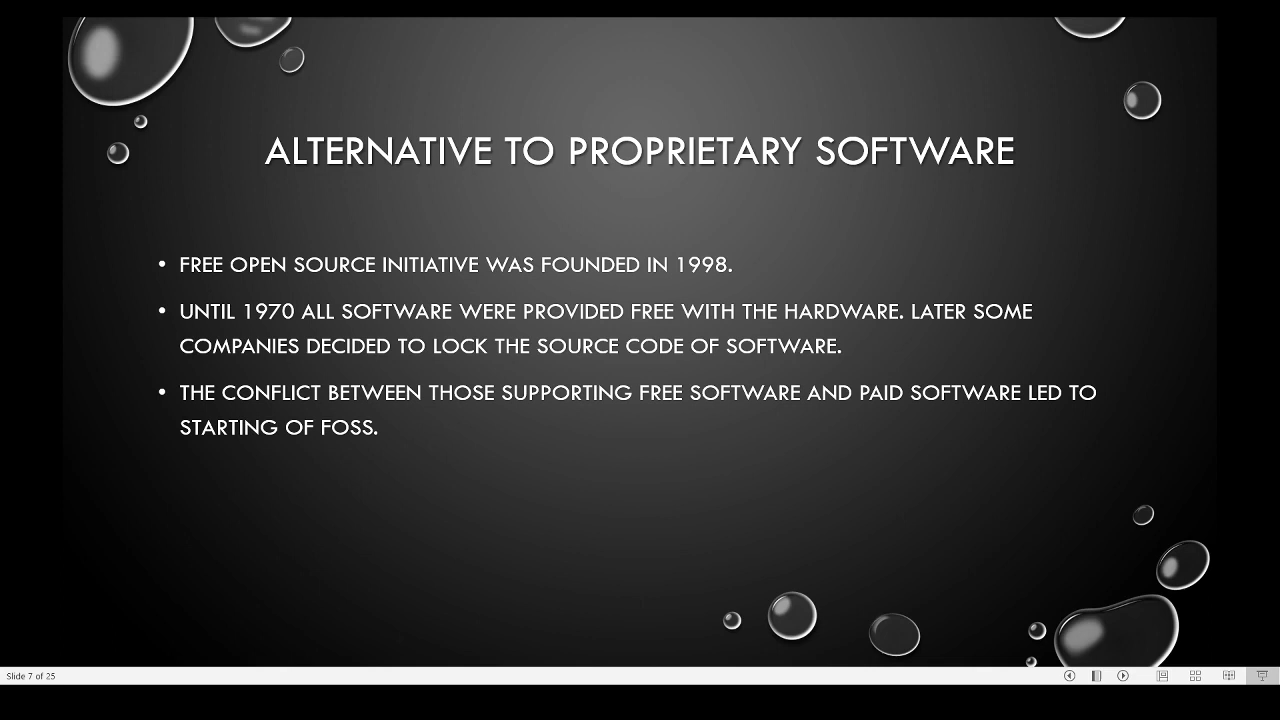 ALTERNATIVE TO PROPRIETARY SOFTWARE
• FREE OPEN SOURCE INITIATIVE WAS FOUNDED IN 1998.
• UNTIL 1970 ALL SOFTWARE WERE PROVIDED FREE WITH THE HARDWARE. LATER SOME
COMPANIES DECIDED TO LOCK THE SOURCE CODE OF SOFTWARE.
• THE CONFLICT BETWEEN THOSE SUPPORTING FREE SOFTWARE AND PAID SOFTWARE LED TO
STARTING OF FOSS.
Slide 7 of 25